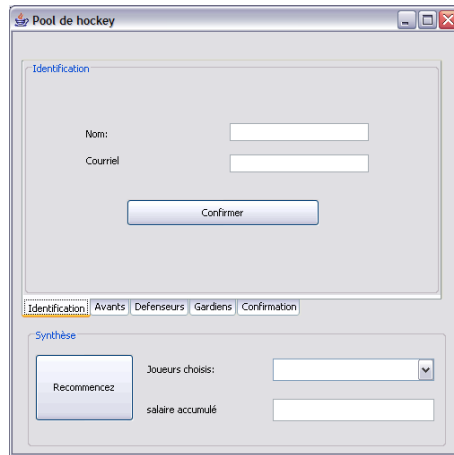 Pool de hockey
Identification
Nom:
Courriel
Confirmer
Identification Avants Defenseurs Gardiens Confirmation
Synthèse
Recommencez
Joueurs choisis:
salaire accumulé